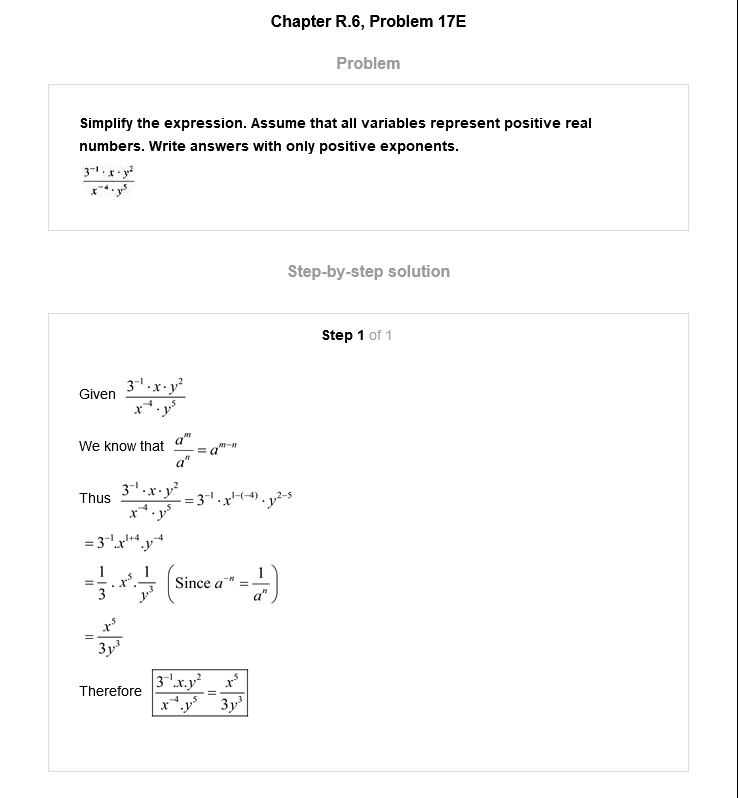 Chapter R.6, Problem 17E
Problem
Simplify the expression. Assume that all variables represent positive real
numbers. Write answers with only positive exponents.
\frac{3^{-1} \cdot x \cdot y^2}{x^{-4} \cdot y^5}
Step-by-step solution
Step 1 of 1
Given \frac{3^{-1} \cdot x \cdot y^2}{x^{-4} \cdot y^5}
We know that \frac{a^m}{a^n} = a^{m-n}
Thus \frac{3^{-1} \cdot x \cdot y^2}{x^{-4} \cdot y^5} = 3^{-1} \cdot x^{1-(-4)} \cdot y^{2-5}
= 3^{-1}.x^{1+4}.y^{-4}
= \frac{1}{3} . x^5 . \frac{1}{y^3} (Since a^{-n} = \frac{1}{a^n})
= \frac{x^5}{3y^3}
Therefore \frac{3^{-1}.x.y^2}{x^{-4}.y^5} = \frac{x^5}{3y^3}